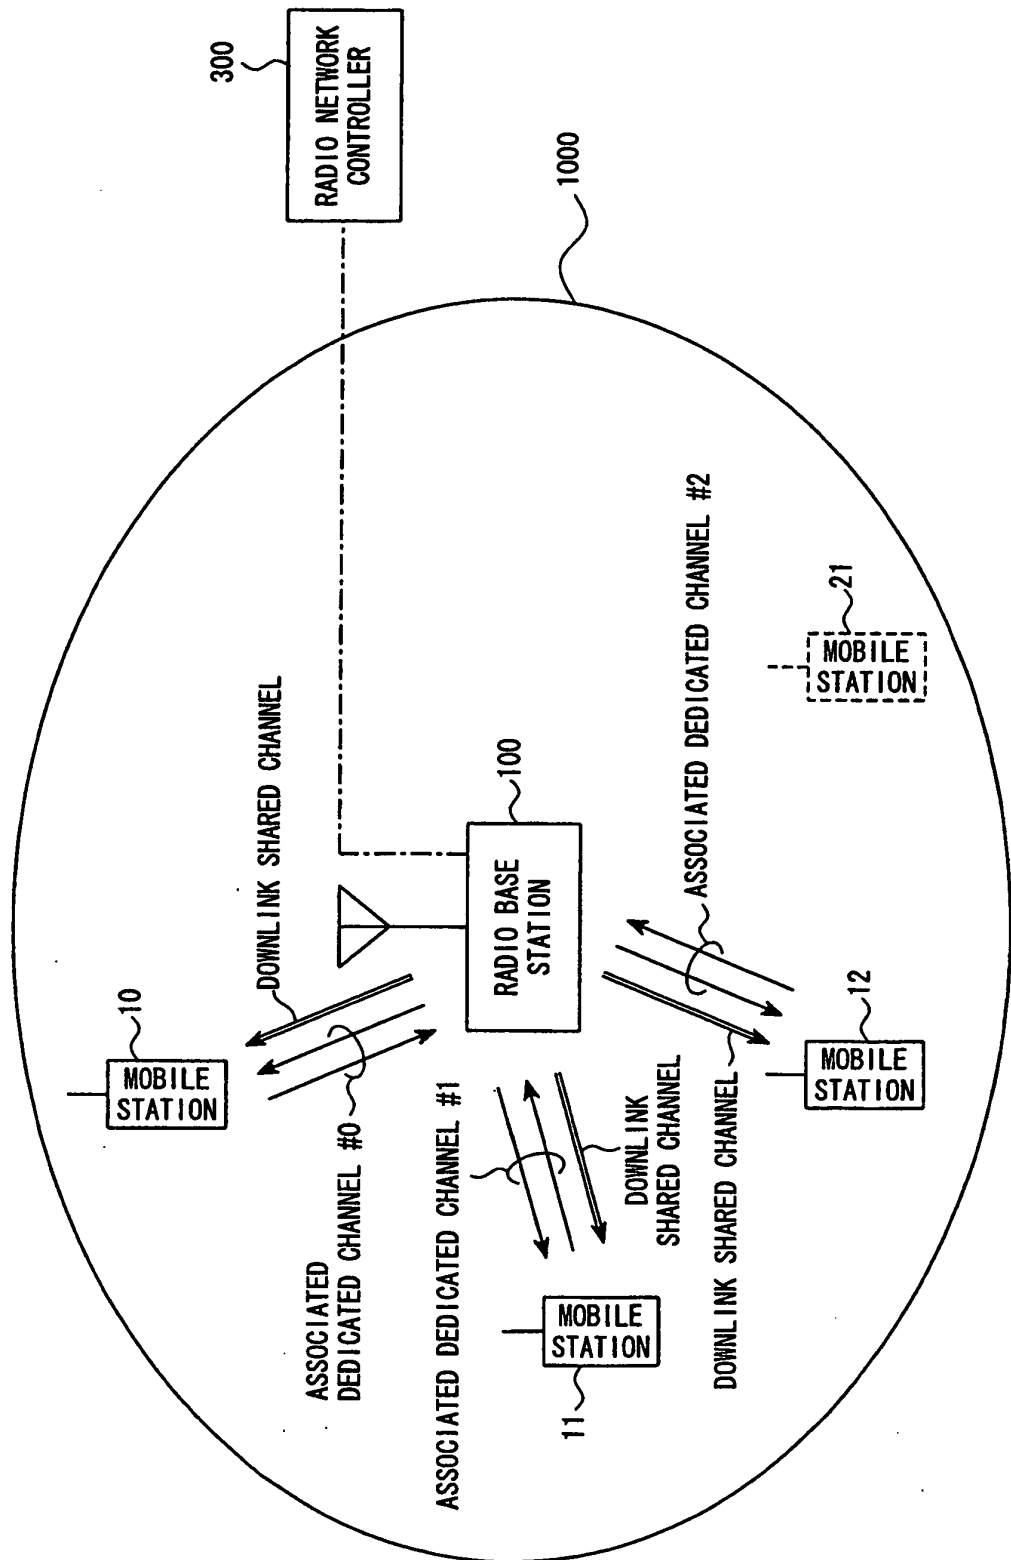 300
RADIO NETWORK
CONTROLLER
1000
DOWNLINK SHARED CHANNEL
10
MOBILE
STATION
ASSOCIATED
DEDICATED CHANNEL #0
100
RADIO BASE
STATION
ASSOCIATED DEDICATED CHANNEL #1
DOWNLINK
SHARED CHANNEL
MOBILE
STATION
11
ASSOCIATED DEDICATED CHANNEL #2
DOWNLINK SHARED CHANNEL
12
MOBILE
STATION
21
MOBILE
STATION